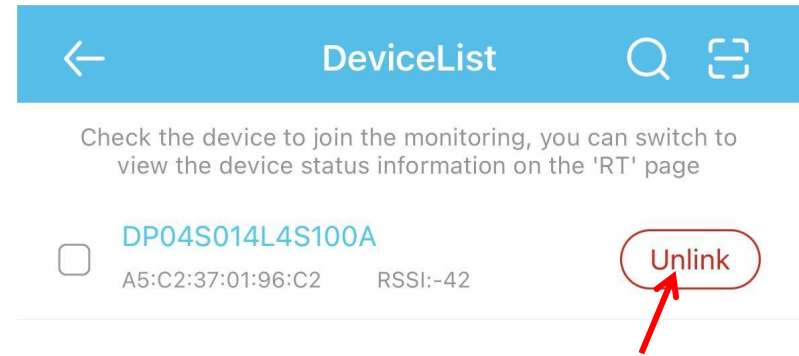 DeviceList
Check the device to join the monitoring, you can switch to
view the device status information on the 'RT' page
DP04S014L4S100A
Unlink
A5:C2:37:01:96:C2 RSSI:-42